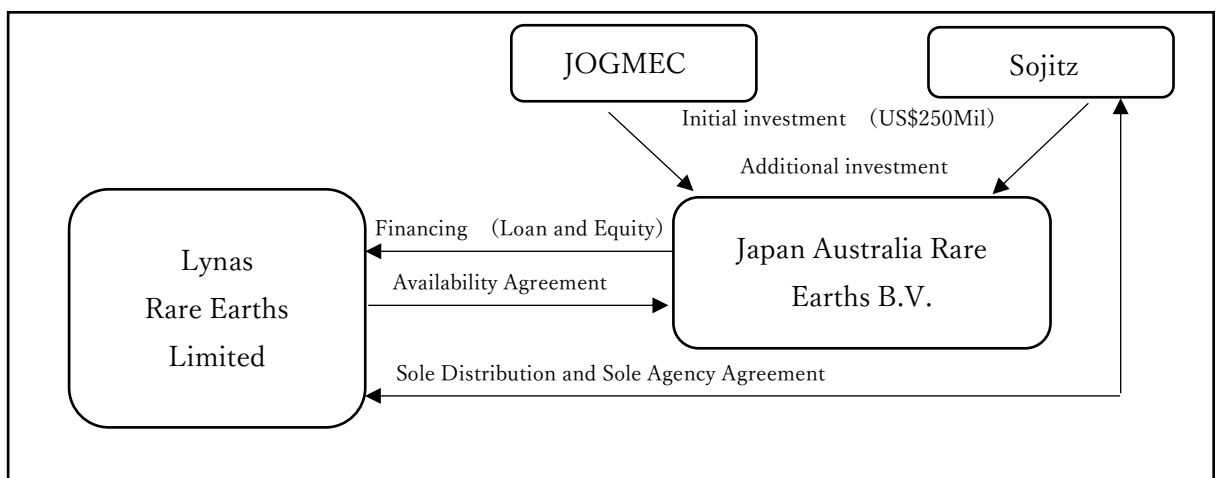 JOGMEC
Sojitz
Initial investment （US$250Mil）
Additional investment
Lynas
Rare Earths
Limited
Financing （Loan and Equity）
Availability Agreement
Japan Australia Rare
Earths B.V.
Sole Distribution and Sole Agency Agreement